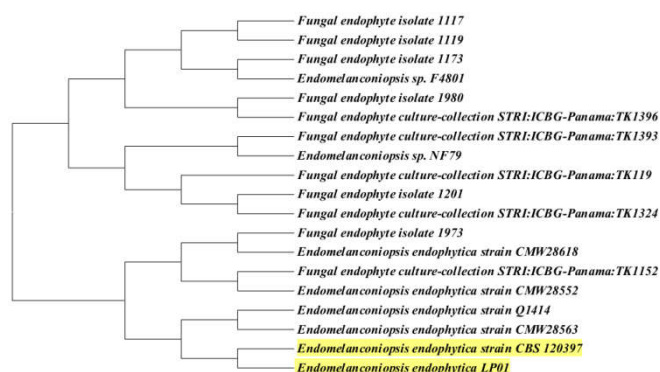 Fungal endophyte isolate 1117
Fungal endophyte isolate 1119
Fungal endophyte isolate 1173
Endomelanconiopsis sp. F4801
Fungal endophyte isolate 1980
Fungal endophyte culture-collection STRI:ICBG-Panama:TK1396
Fungal endophyte culture-collection STRI:ICBG-Panama:TK1393
Endomelanconiopsis sp. NF79
Fungal endophyte culture-collection STRI:ICBG-Panama:TK119
Fungal endophyte isolate 1201
Fungal endophyte culture-collection STRI:ICBG-Panama:TK1324
Fungal endophyte isolate 1973
Endomelanconiopsis endophytica strain CMW28618
Fungal endophyte culture-collection STRI:ICBG-Panama:TK1152
Endomelanconiopsis endophytica strain CMW28552
Endomelanconiopsis endophytica strain Q1414
Endomelanconiopsis endophytica strain CMW28563
Endomelanconiopsis endophytica strain CBS 120397
Endomelanconiopsis endophytica LP01